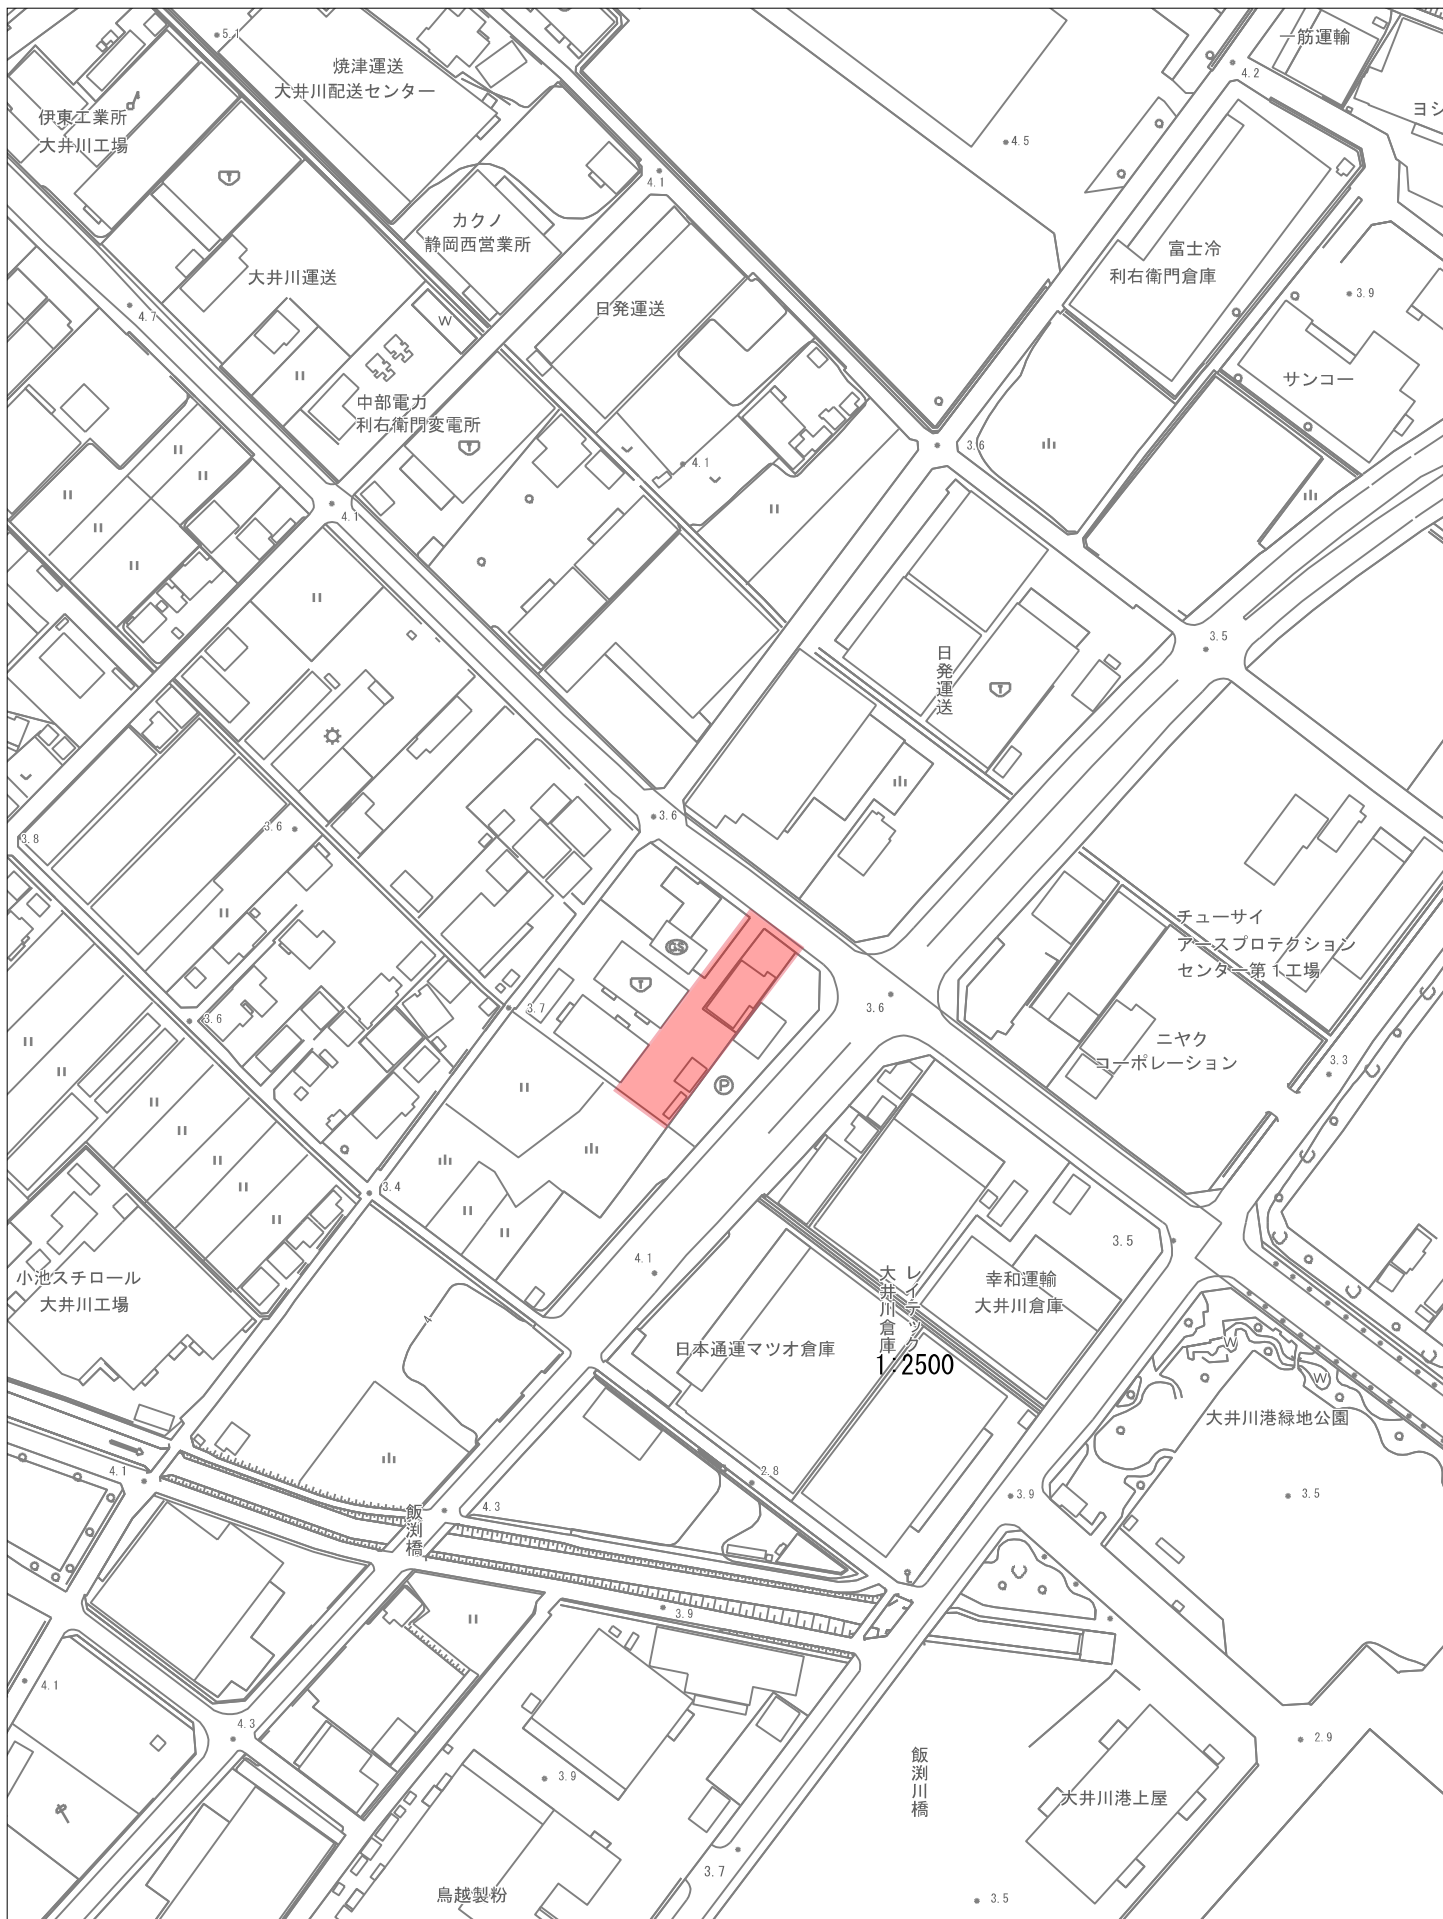 5.1
焼津運送
大井川配送センター
一筋運輸
4.2
ヨシ
伊東工業所
大井川工場
4.5
4.1
カクノ
静岡西営業所
富士冷
利右衛門倉庫
大井川運送
3.9
日発運送
4.7
W
サンコー
中部電力
利右衛門変電所
3.6
4.1
4.1
3.5
日発運送
3.6
3.6
3.8
チューサイ
アースプロテクション
センター第1工場
GS
3.7
3.6
3.6
ニヤク
コーポレーション
3.3
P
3.4
3.5
4.1
小池スチロール
大井川工場
レイテック
大井川倉庫
幸和運輸
大井川倉庫
日本通運マツオ倉庫
1:2500
W
W
大井川港緑地公園
4.1
2.8
3.9
3.5
4.3
飯渕橋
3.9
4.1
4.3
2.9
飯渕川橋
3.9
大井川港上屋
3.7
鳥越製粉
3.5